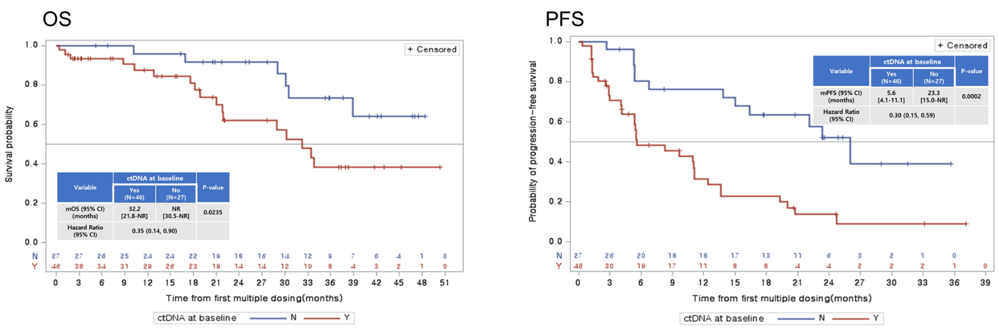 OS
1.0
0.8
0.6
0.4
0.2
0.0
Survival probability
+ Censored
Variable ctDNA at baseline P-value
Yes (N=46) No (N=27)
mOS (95% CI) (months) 32.2 [21.8-NR] NR [30.5-NR] 0.0235
Hazard Ratio (95% CI) 0.35 (0.14, 0.90)
N 27 27 26 25 24 24 22 19 18 16 14 12 9 7 6 4 1 0
Y 46 38 34 31 29 26 23 19 14 14 12 10 8 4 3 2 1 0
0 3 6 9 12 15 18 21 24 27 30 33 36 39 42 45 48 51
Time from first multiple dosing(months)
ctDNA at baseline N Y
PFS
1.0
0.8
0.6
0.4
0.2
0.0
Probability of progression-free survival
+ Censored
Variable ctDNA at baseline P-value
Yes (N=46) No (N=27)
mPFS (95% CI) (months) 5.6 [4.1-11.1] 23.3 [15.0-NR] 0.0002
Hazard Ratio (95% CI) 0.30 (0.15, 0.59)
N 27 26 20 18 18 17 13 11 6 3 2 1 0
Y 46 30 19 17 11 8 8 4 4 2 2 2 1 0
0 3 6 9 12 15 18 21 24 27 30 33 36 39
Time from first multiple dosing(months)
ctDNA at baseline N Y